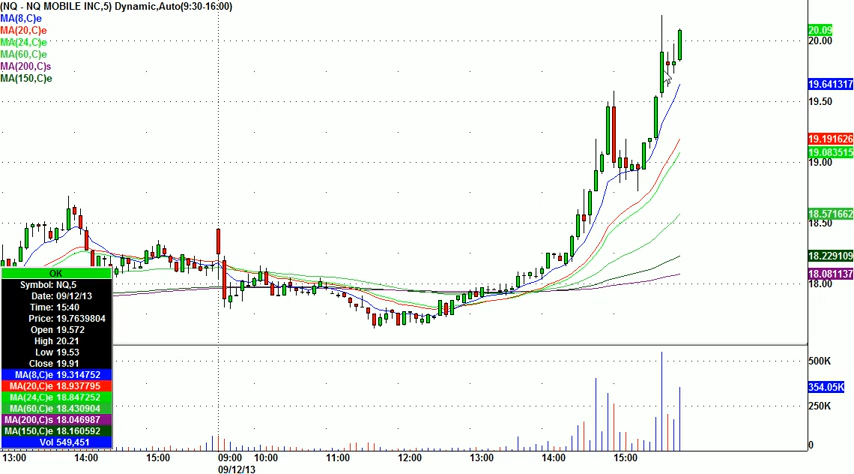 (NQ - NQ MOBILE INC,5) Dynamic,Auto(9:30-16:00)
MA(8,C)e
MA(20,C)e
MA(24,C)e
MA(60,C)e
MA(200,C)s
MA(150,C)e
20.09
20.00
19.641317
19.50
19.191626
19.083515
19.00
18.571662
18.50
18.229109
18.081137
18.00
OK
Symbol: NQ,5
Date: 09/12/13
Time: 15:40
Price: 19.7639804
Open 19.572
High 20.21
Low 19.53
Close 19.91
MA(8,C)e 19.314752
MA(20,C)e 18.937795
MA(24,C)e 18.847252
MA(60,C)e 18.430904
MA(200,C)s 18.046987
MA(150,C)e 18.160592
Vol 549,451
500K
354.05K
250K
0
13:00 14:00 15:00 09:00 10:00 11:00 12:00 13:00 14:00 15:00
09/12/13